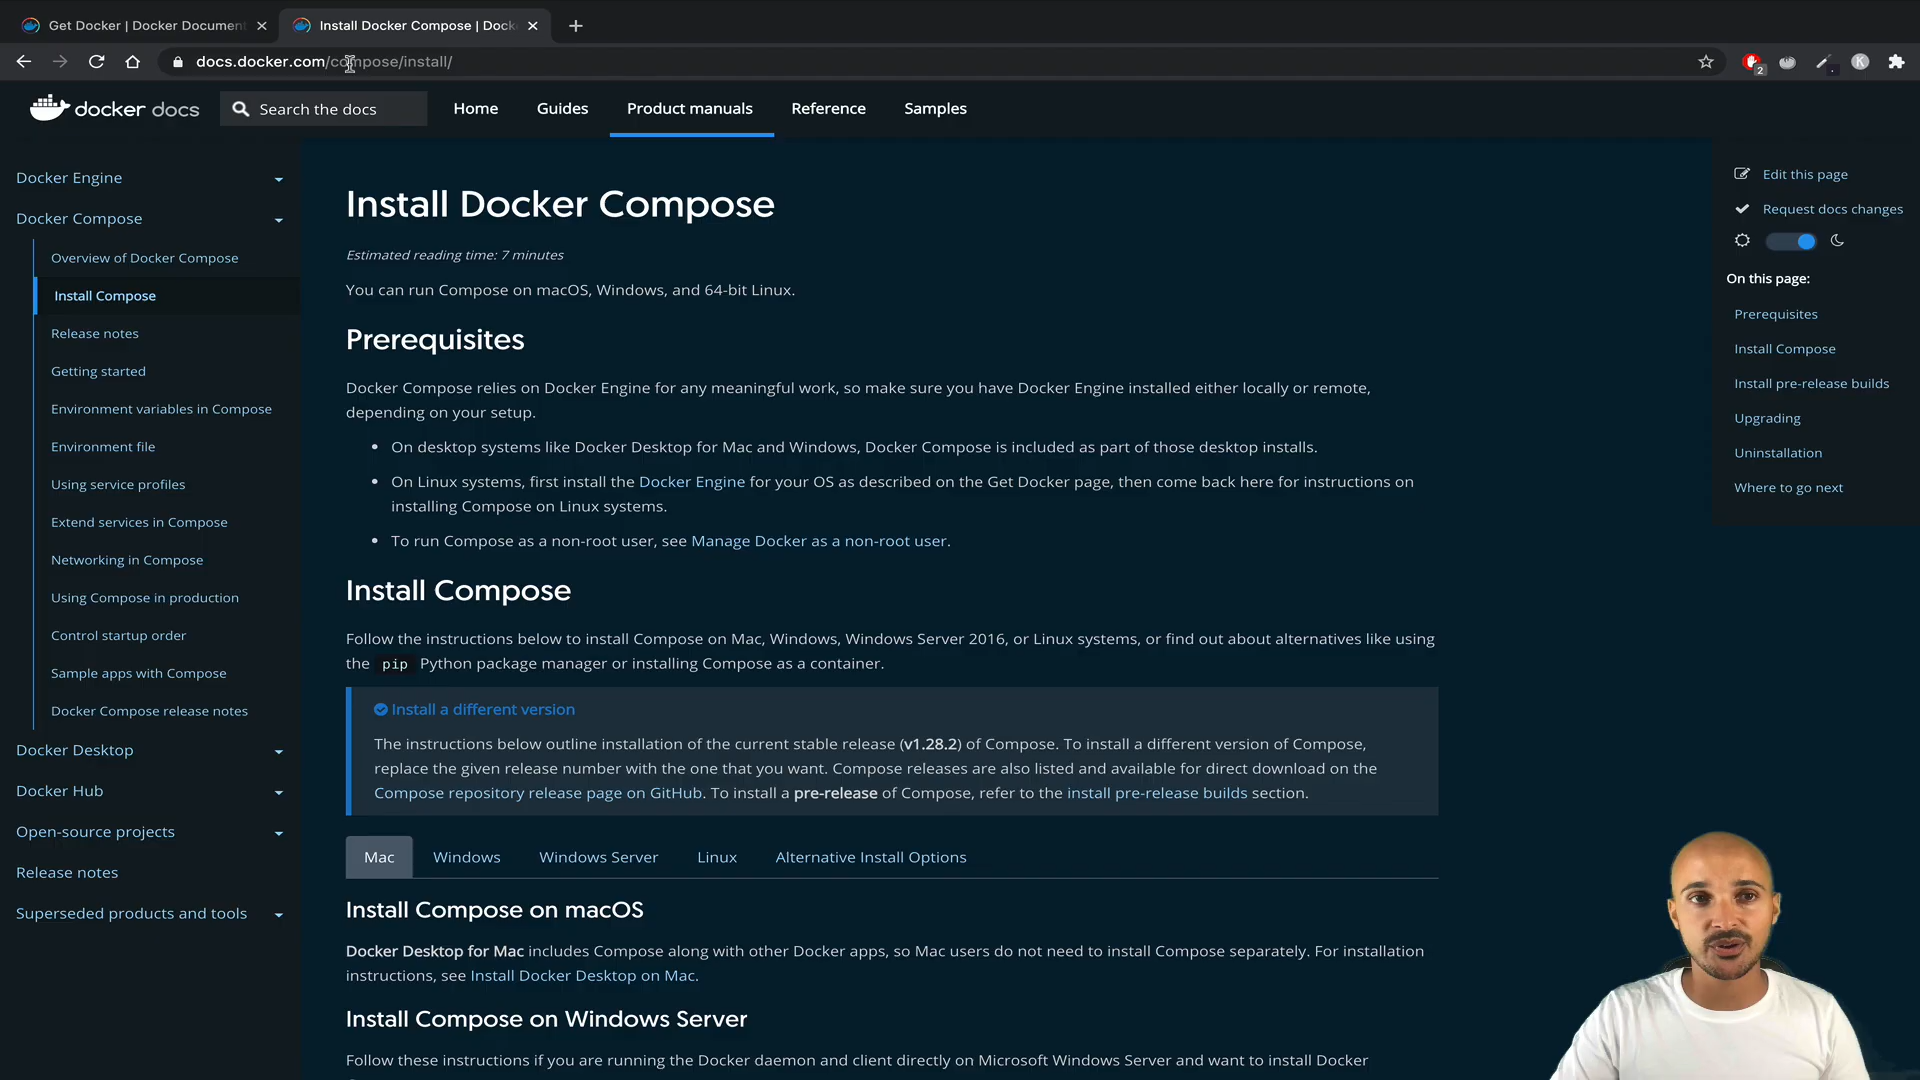 Get Docker | Docker Document
Install Docker Compose | Dock
docs.docker.com/compose/install/
2
K
docker docs
Search the docs
Home
Guides
Product manuals
Reference
Samples
Docker Engine
Docker Compose
Overview of Docker Compose
Install Compose
Release notes
Getting started
Environment variables in Compose
Environment file
Using service profiles
Extend services in Compose
Networking in Compose
Using Compose in production
Control startup order
Sample apps with Compose
Docker Compose release notes
Docker Desktop
Docker Hub
Open-source projects
Release notes
Superseded products and tools
Install Docker Compose
Estimated reading time: 7 minutes
You can run Compose on macOS, Windows, and 64-bit Linux.
Prerequisites
Docker Compose relies on Docker Engine for any meaningful work, so make sure you have Docker Engine installed either locally or remote,
depending on your setup.
• On desktop systems like Docker Desktop for Mac and Windows, Docker Compose is included as part of those desktop installs.
• On Linux systems, first install the Docker Engine for your OS as described on the Get Docker page, then come back here for instructions on
installing Compose on Linux systems.
• To run Compose as a non-root user, see Manage Docker as a non-root user.
Install Compose
Follow the instructions below to install Compose on Mac, Windows, Windows Server 2016, or Linux systems, or find out about alternatives like using
the pip Python package manager or installing Compose as a container.
Install a different version
The instructions below outline installation of the current stable release (v1.28.2) of Compose. To install a different version of Compose,
replace the given release number with the one that you want. Compose releases are also listed and available for direct download on the
Compose repository release page on GitHub. To install a pre-release of Compose, refer to the install pre-release builds section.
Mac
Windows
Windows Server
Linux
Alternative Install Options
Install Compose on macOS
Docker Desktop for Mac includes Compose along with other Docker apps, so Mac users do not need to install Compose separately. For installation
instructions, see Install Docker Desktop on Mac.
Install Compose on Windows Server
Follow these instructions if you are running the Docker daemon and client directly on Microsoft Windows Server and want to install Docker
Edit this page
Request docs changes
On this page:
Prerequisites
Install Compose
Install pre-release builds
Upgrading
Uninstallation
Where to go next